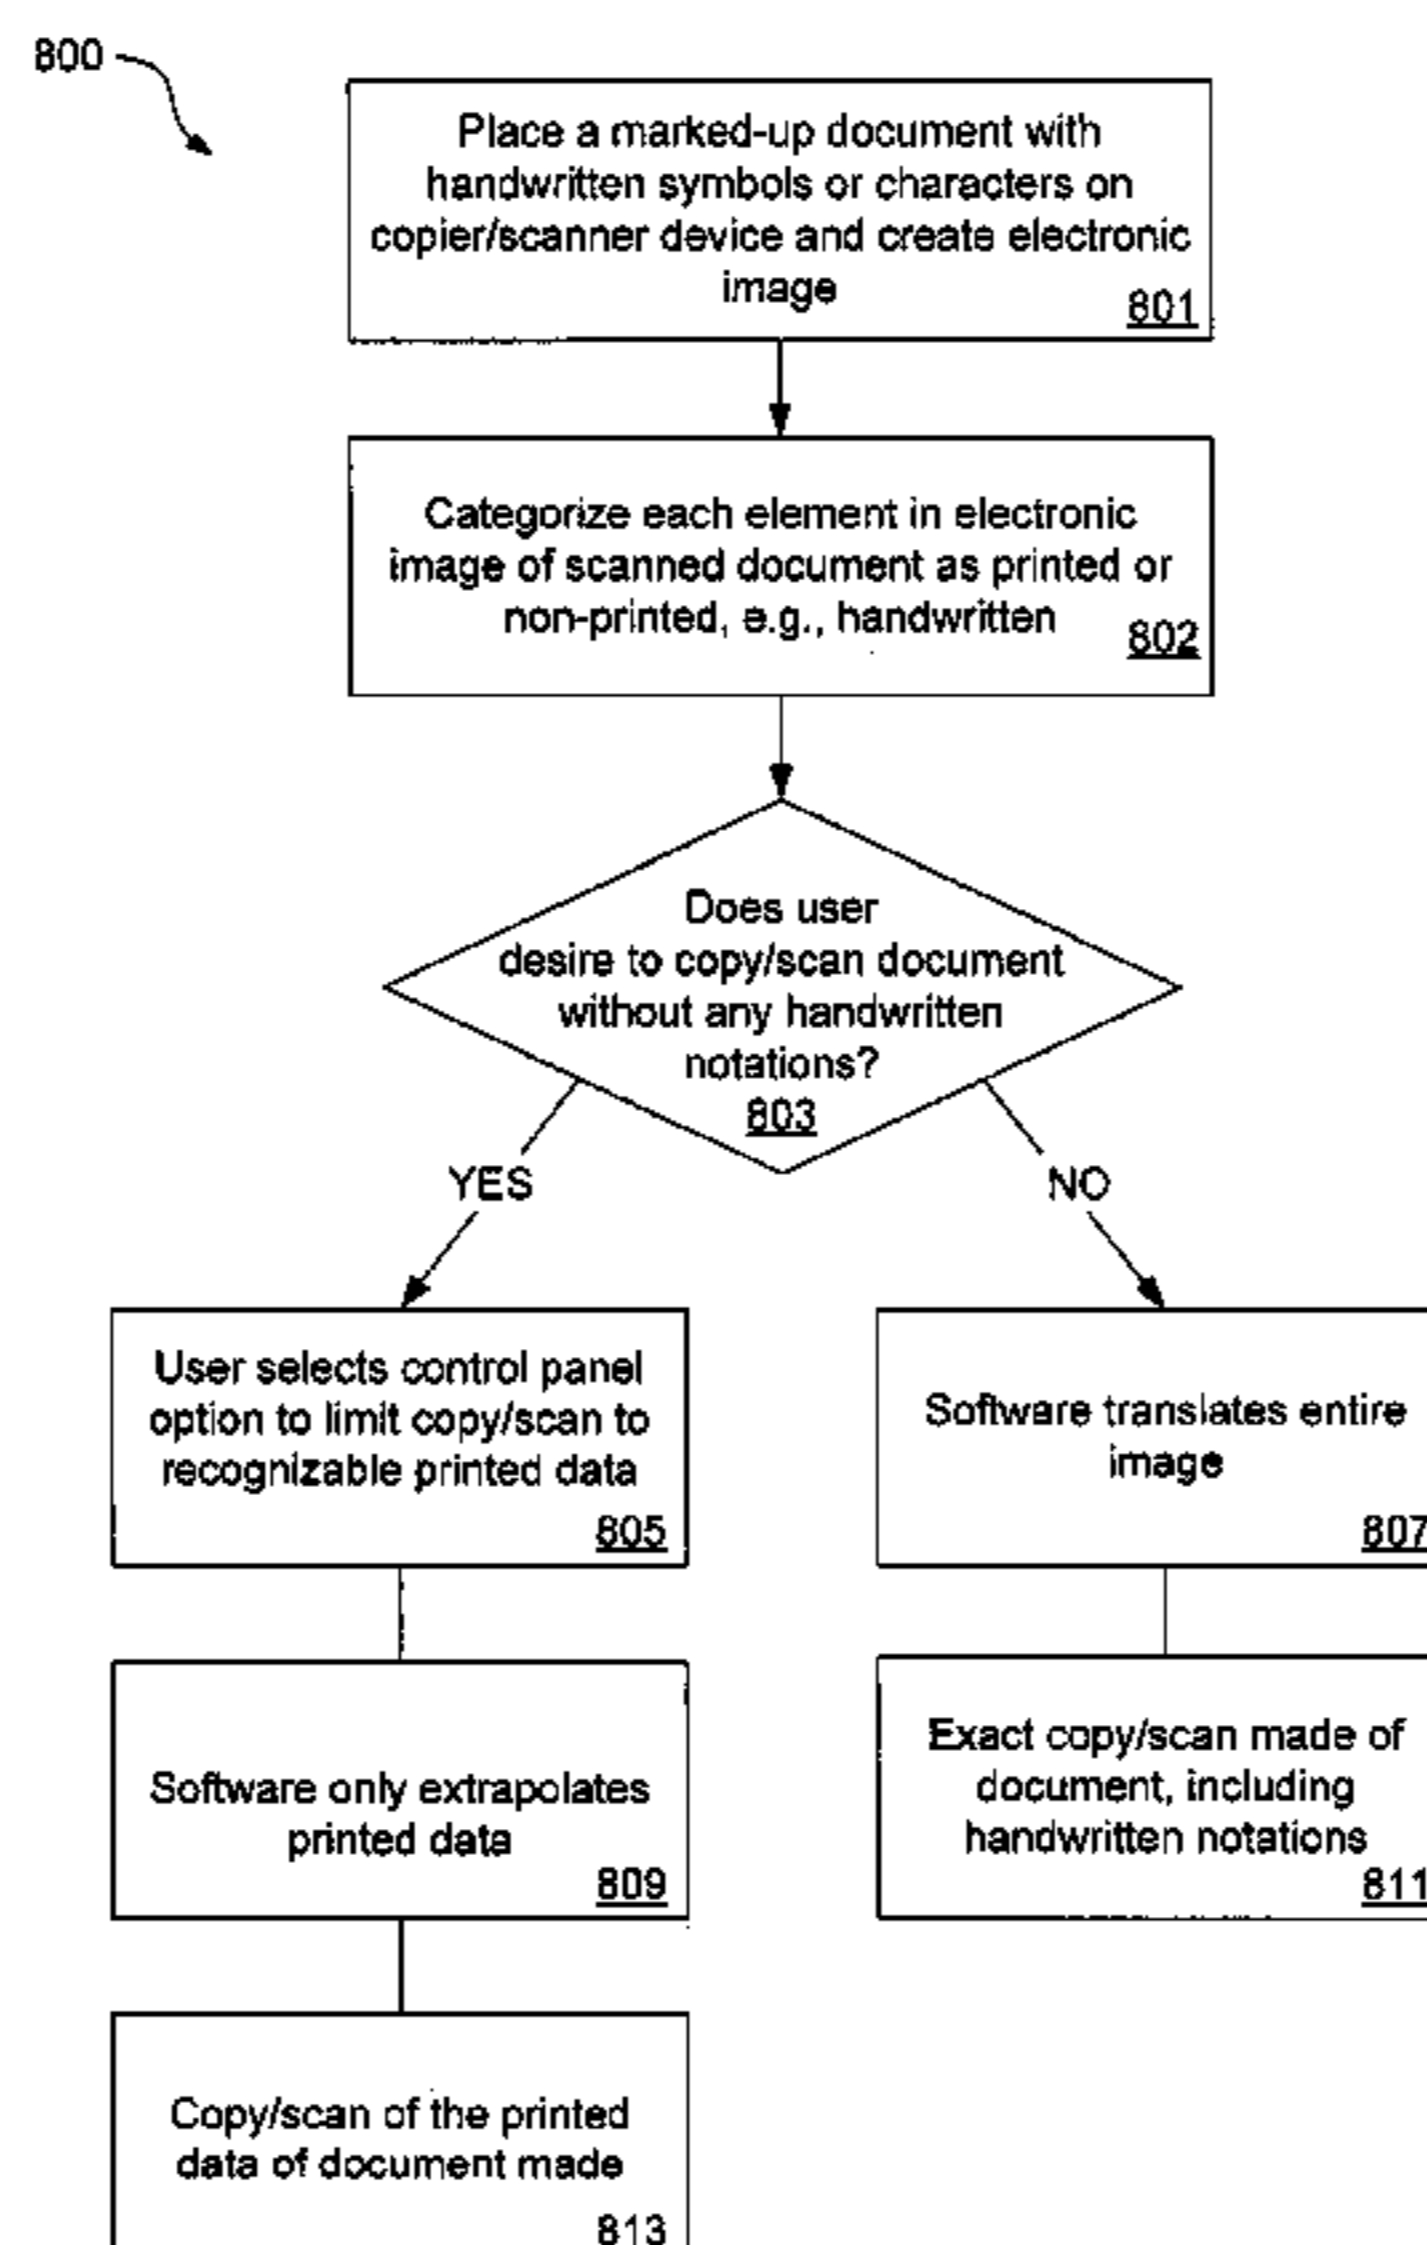 800
Place a marked-up document with
handwritten symbols or characters on
copier/scanner device and create electronic
image
801
Categorize each element in electronic
image of scanned document as printed or
non-printed, e.g., handwritten
802
Does user
desire to copy/scan document
without any handwritten
notations?
803
YES
NO
User selects control panel
option to limit copy/scan to
recognizable printed data
805
Software translates entire
image
807
Software only extrapolates
printed data
809
Exact copy/scan made of
document, including
handwritten notations
811
Copy/scan of the printed
data of document made
813